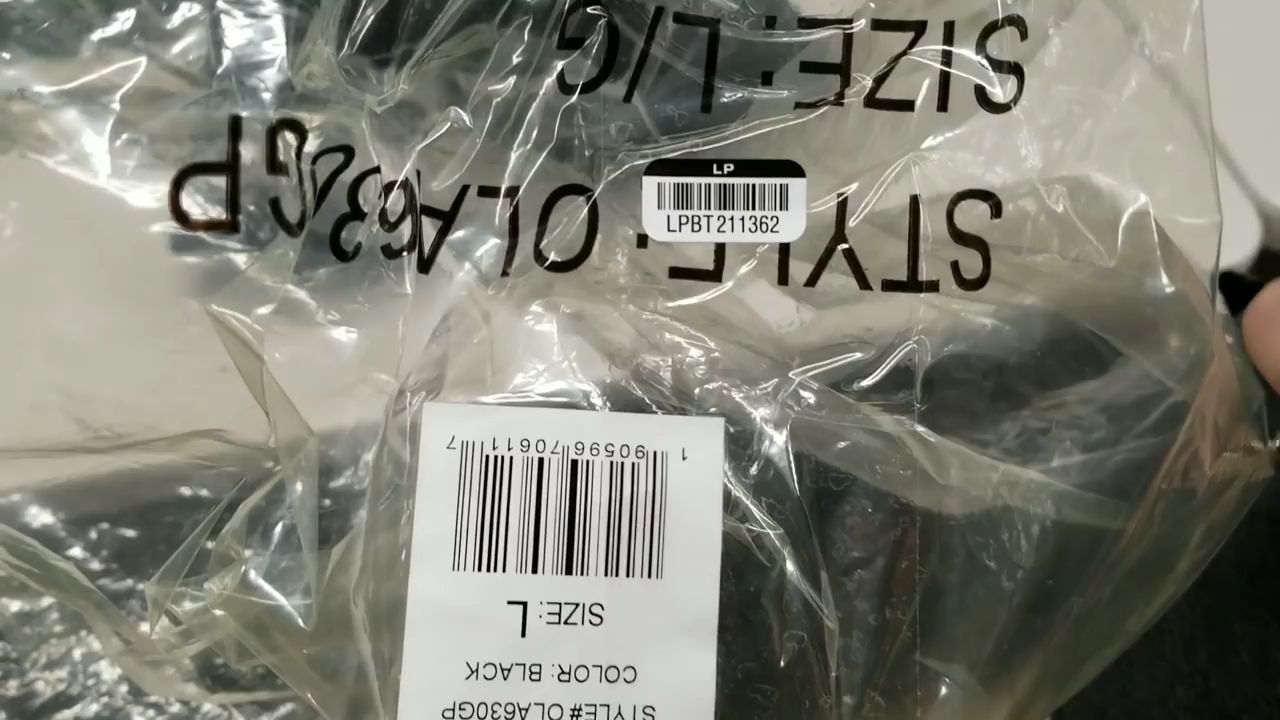 STYLE# OLA630GP
COLOR: BLACK
SIZE: L
1 90596 70611 7
STYLE: OLA630GP
SIZE: L/G
LP
LPBT211362